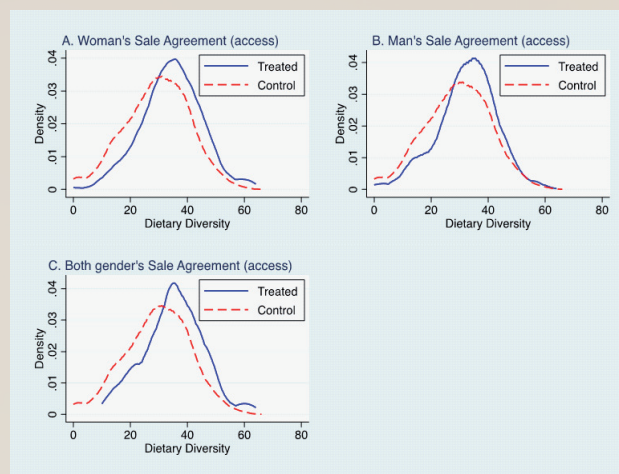 A. Woman's Sale Agreement (access)
Treated
Control
Density
0 .01 .02 .03 .04
0 20 40 60 80
Dietary Diversity
B. Man's Sale Agreement (access)
Treated
Control
Density
0 .01 .02 .03 .04
0 20 40 60 80
Dietary Diversity
C. Both gender's Sale Agreement (access)
Treated
Control
Density
0 .01 .02 .03 .04
0 20 40 60 80
Dietary Diversity